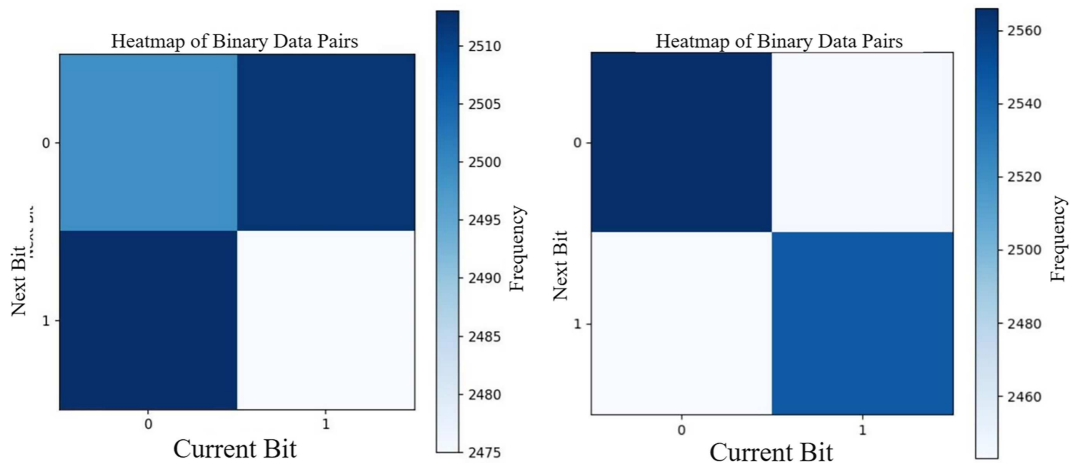 Heatmap of Binary Data Pairs
0
1
Next Bit
Next Bit
0
1
Current Bit
2510
2505
2500
2495
2490
2485
2480
2475
Frequency
Heatmap of Binary Data Pairs
0
1
Next Bit
0
1
Current Bit
2560
2540
2520
2500
2480
2460
Frequency